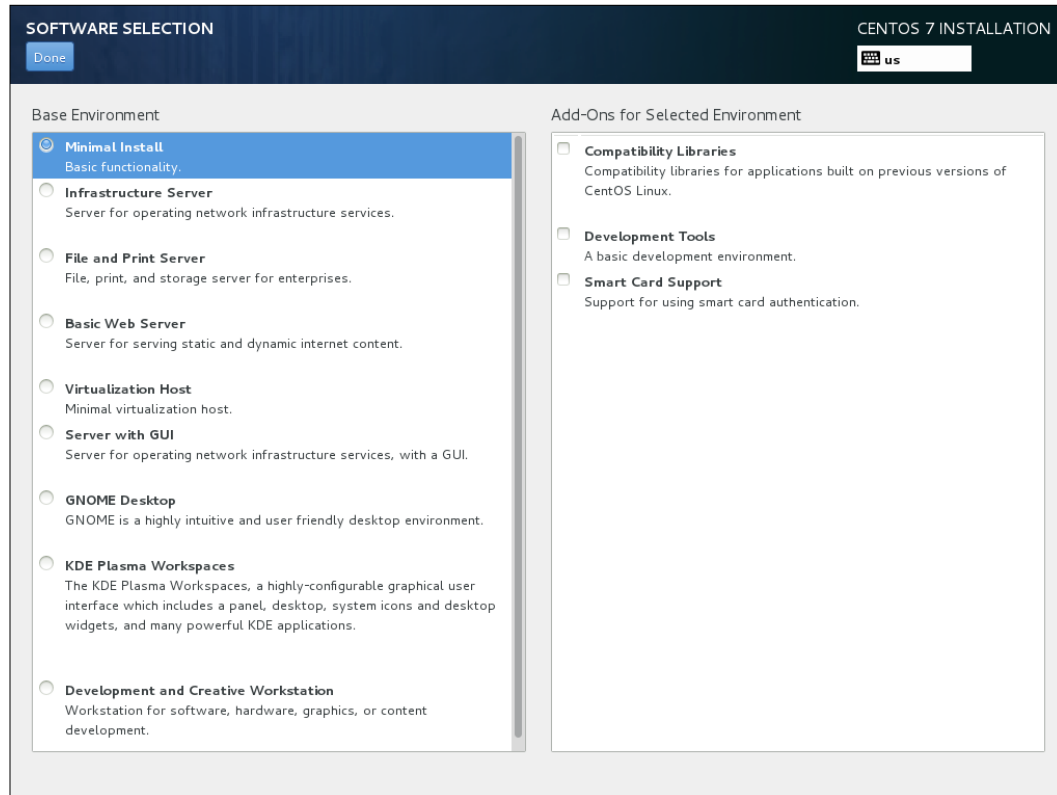 SOFTWARE SELECTION
CENTOS 7 INSTALLATION
Done
us
Base Environment
Minimal Install
Basic functionality.
Infrastructure Server
Server for operating network infrastructure services.
File and Print Server
File, print, and storage server for enterprises.
Basic Web Server
Server for serving static and dynamic internet content.
Virtualization Host
Minimal virtualization host.
Server with GUI
Server for operating network infrastructure services, with a GUI.
GNOME Desktop
GNOME is a highly intuitive and user friendly desktop environment.
KDE Plasma Workspaces
The KDE Plasma Workspaces, a highly-configurable graphical user
interface which includes a panel, desktop, system icons and desktop
widgets, and many powerful KDE applications.
Development and Creative Workstation
Workstation for software, hardware, graphics, or content
development.
Add-Ons for Selected Environment
Compatibility Libraries
Compatibility libraries for applications built on previous versions of
CentOS Linux.
Development Tools
A basic development environment.
Smart Card Support
Support for using smart card authentication.